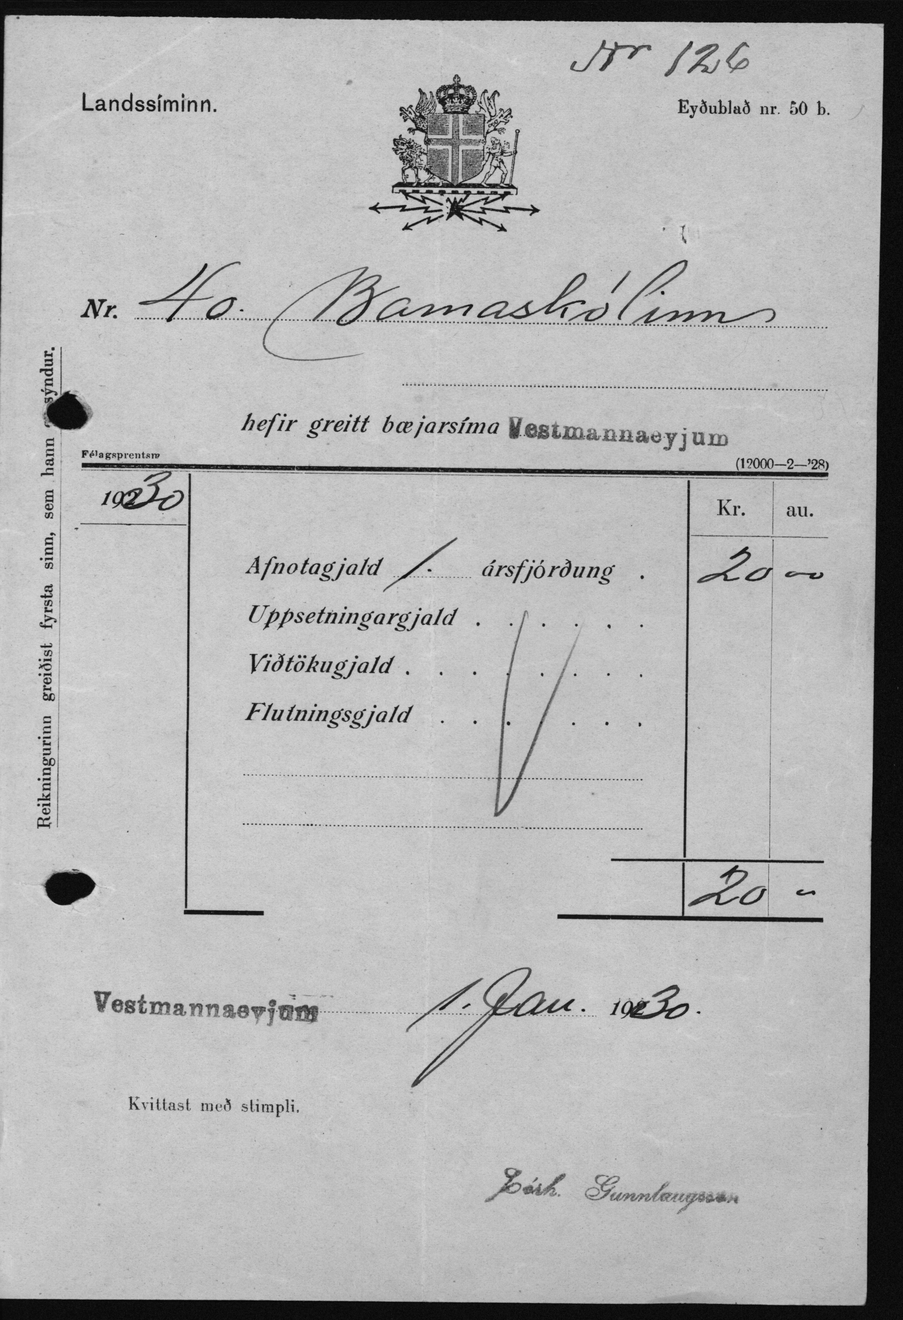 Nr 126
Landssíminn.
Eyðublað nr. 50 b.
Nr. 40. Barnaskólinn
hefir greitt bæjarsíma Vestmannaeyjum
Félagsprentsm
(12000—2—'28)
Reikningurinn greiðist fyrsta sinn, sem hann sýndur.
1930
Kr. au.
Afnotagjald 1. ársfjórðung . 20 —
Uppsetningargjald . . . . . .
Viðtökugjald . . . . . . . .
Flutningsgjald . . . . . . .
20 -
Vestmannaeyjum 1. Jan. 1930.
Kvittast með stimpli.
Þórh. Gunnlaugsson